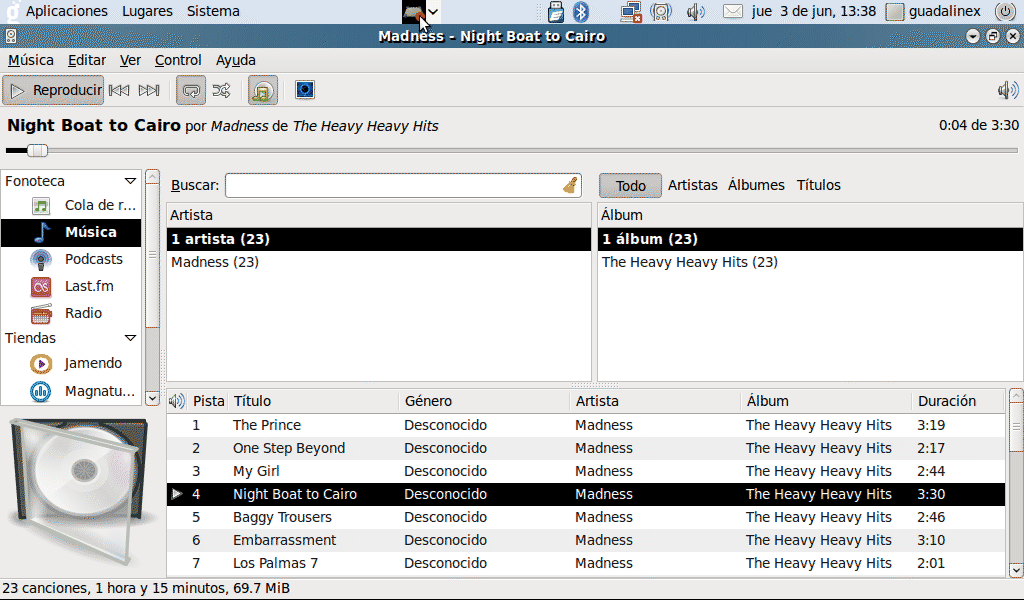 Aplicaciones Lugares Sistema jue 3 de jun, 13:38 guadalinex
Madness - Night Boat to Cairo
Música Editar Ver Control Ayuda
Reproducir
Night Boat to Cairo por Madness de The Heavy Heavy Hits 0:04 de 3:30
Fonoteca
Cola de r...
Música
Podcasts
Last.fm
Radio
Tiendas
Jamendo
Magnatu...
Buscar: Todo Artistas Álbumes Títulos
Artista Álbum
1 artista (23) 1 álbum (23)
Madness (23) The Heavy Heavy Hits (23)
Pista Título Género Artista Álbum Duración
1 The Prince Desconocido Madness The Heavy Heavy Hits 3:19
2 One Step Beyond Desconocido Madness The Heavy Heavy Hits 2:17
3 My Girl Desconocido Madness The Heavy Heavy Hits 2:44
4 Night Boat to Cairo Desconocido Madness The Heavy Heavy Hits 3:30
5 Baggy Trousers Desconocido Madness The Heavy Heavy Hits 2:46
6 Embarrassment Desconocido Madness The Heavy Heavy Hits 3:10
7 Los Palmas 7 Desconocido Madness The Heavy Heavy Hits 2:01
23 canciones, 1 hora y 15 minutos, 69.7 MiB